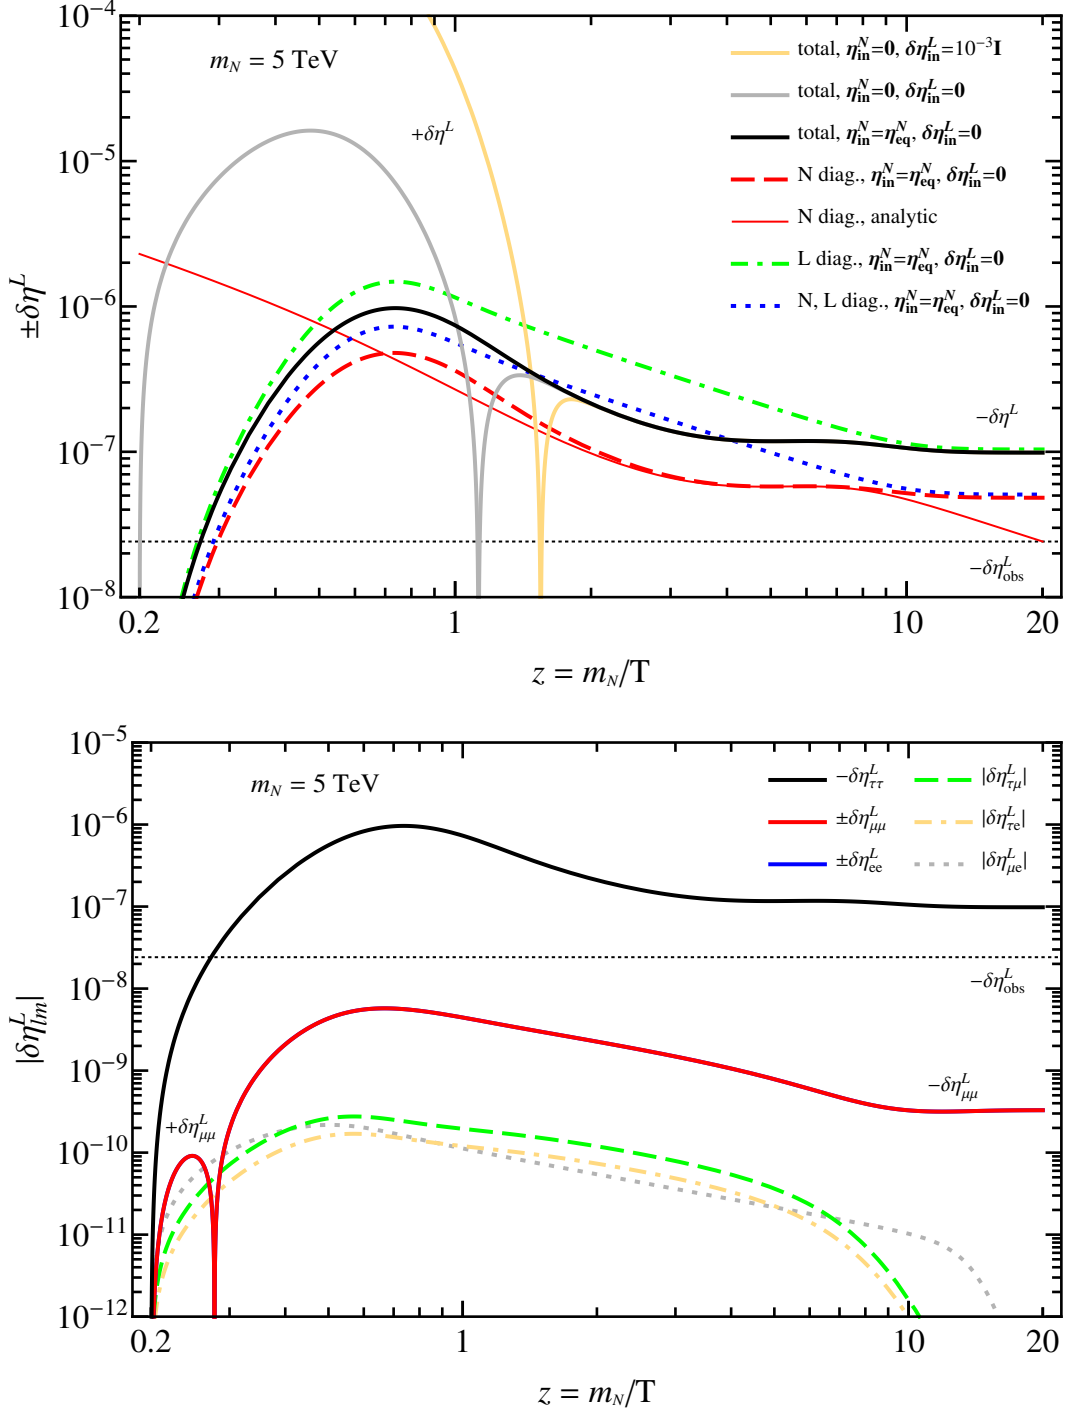 10⁻⁴
10⁻⁵
10⁻⁶
10⁻⁷
10⁻⁸
±δη^L
m_N = 5 TeV
total, η^N_in=0, δη^L_in=10⁻³I
total, η^N_in=0, δη^L_in=0
total, η^N_in=η^N_eq, δη^L_in=0
N diag., η^N_in=η^N_eq, δη^L_in=0
N diag., analytic
L diag., η^N_in=η^N_eq, δη^L_in=0
N, L diag., η^N_in=η^N_eq, δη^L_in=0
+δη^L
−δη^L
−δη^L_obs
0.2 1 10 20
z = m_N/T
10⁻⁵
10⁻⁶
10⁻⁷
10⁻⁸
10⁻⁹
10⁻¹⁰
10⁻¹¹
10⁻¹²
|δη^L_lm|
m_N = 5 TeV
−δη^L_ττ |δη^L_τμ|
±δη^L_μμ |δη^L_τe|
±δη^L_ee |δη^L_μe|
−δη^L_obs
+δη^L_μμ
−δη^L_μμ
0.2 1 10 20
z = m_N/T